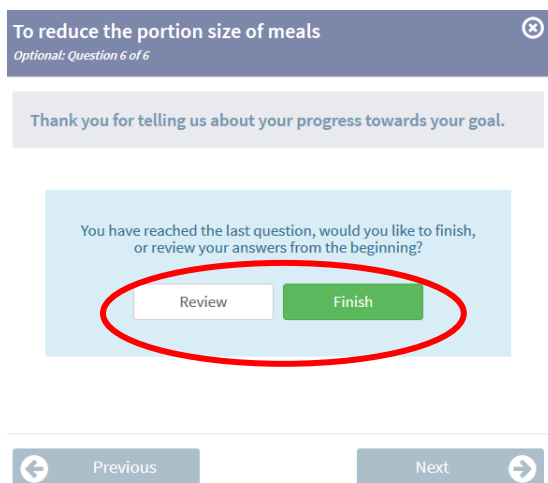 To reduce the portion size of meals
Optional: Question 6 of 6
Thank you for telling us about your progress towards your goal.
You have reached the last question, would you like to finish,
or review your answers from the beginning?
Review
Finish
Previous
Next